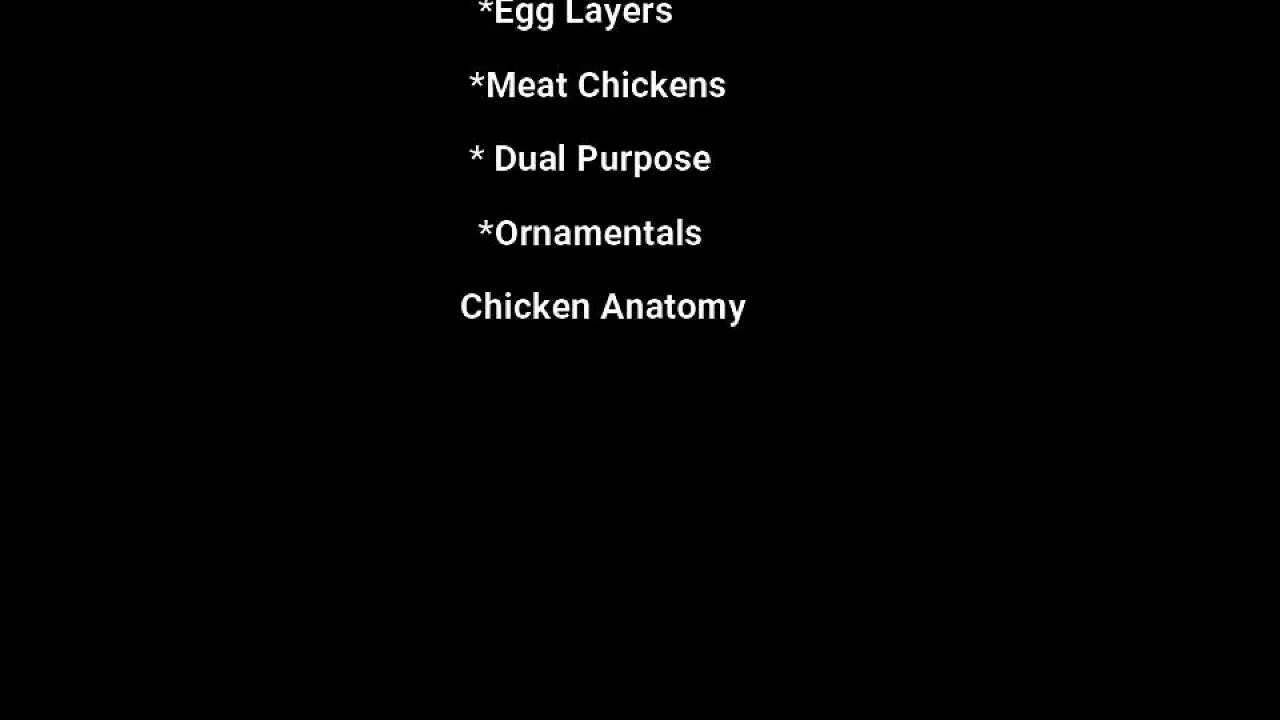 *Egg Layers
*Meat Chickens
* Dual Purpose
*Ornamentals
Chicken Anatomy